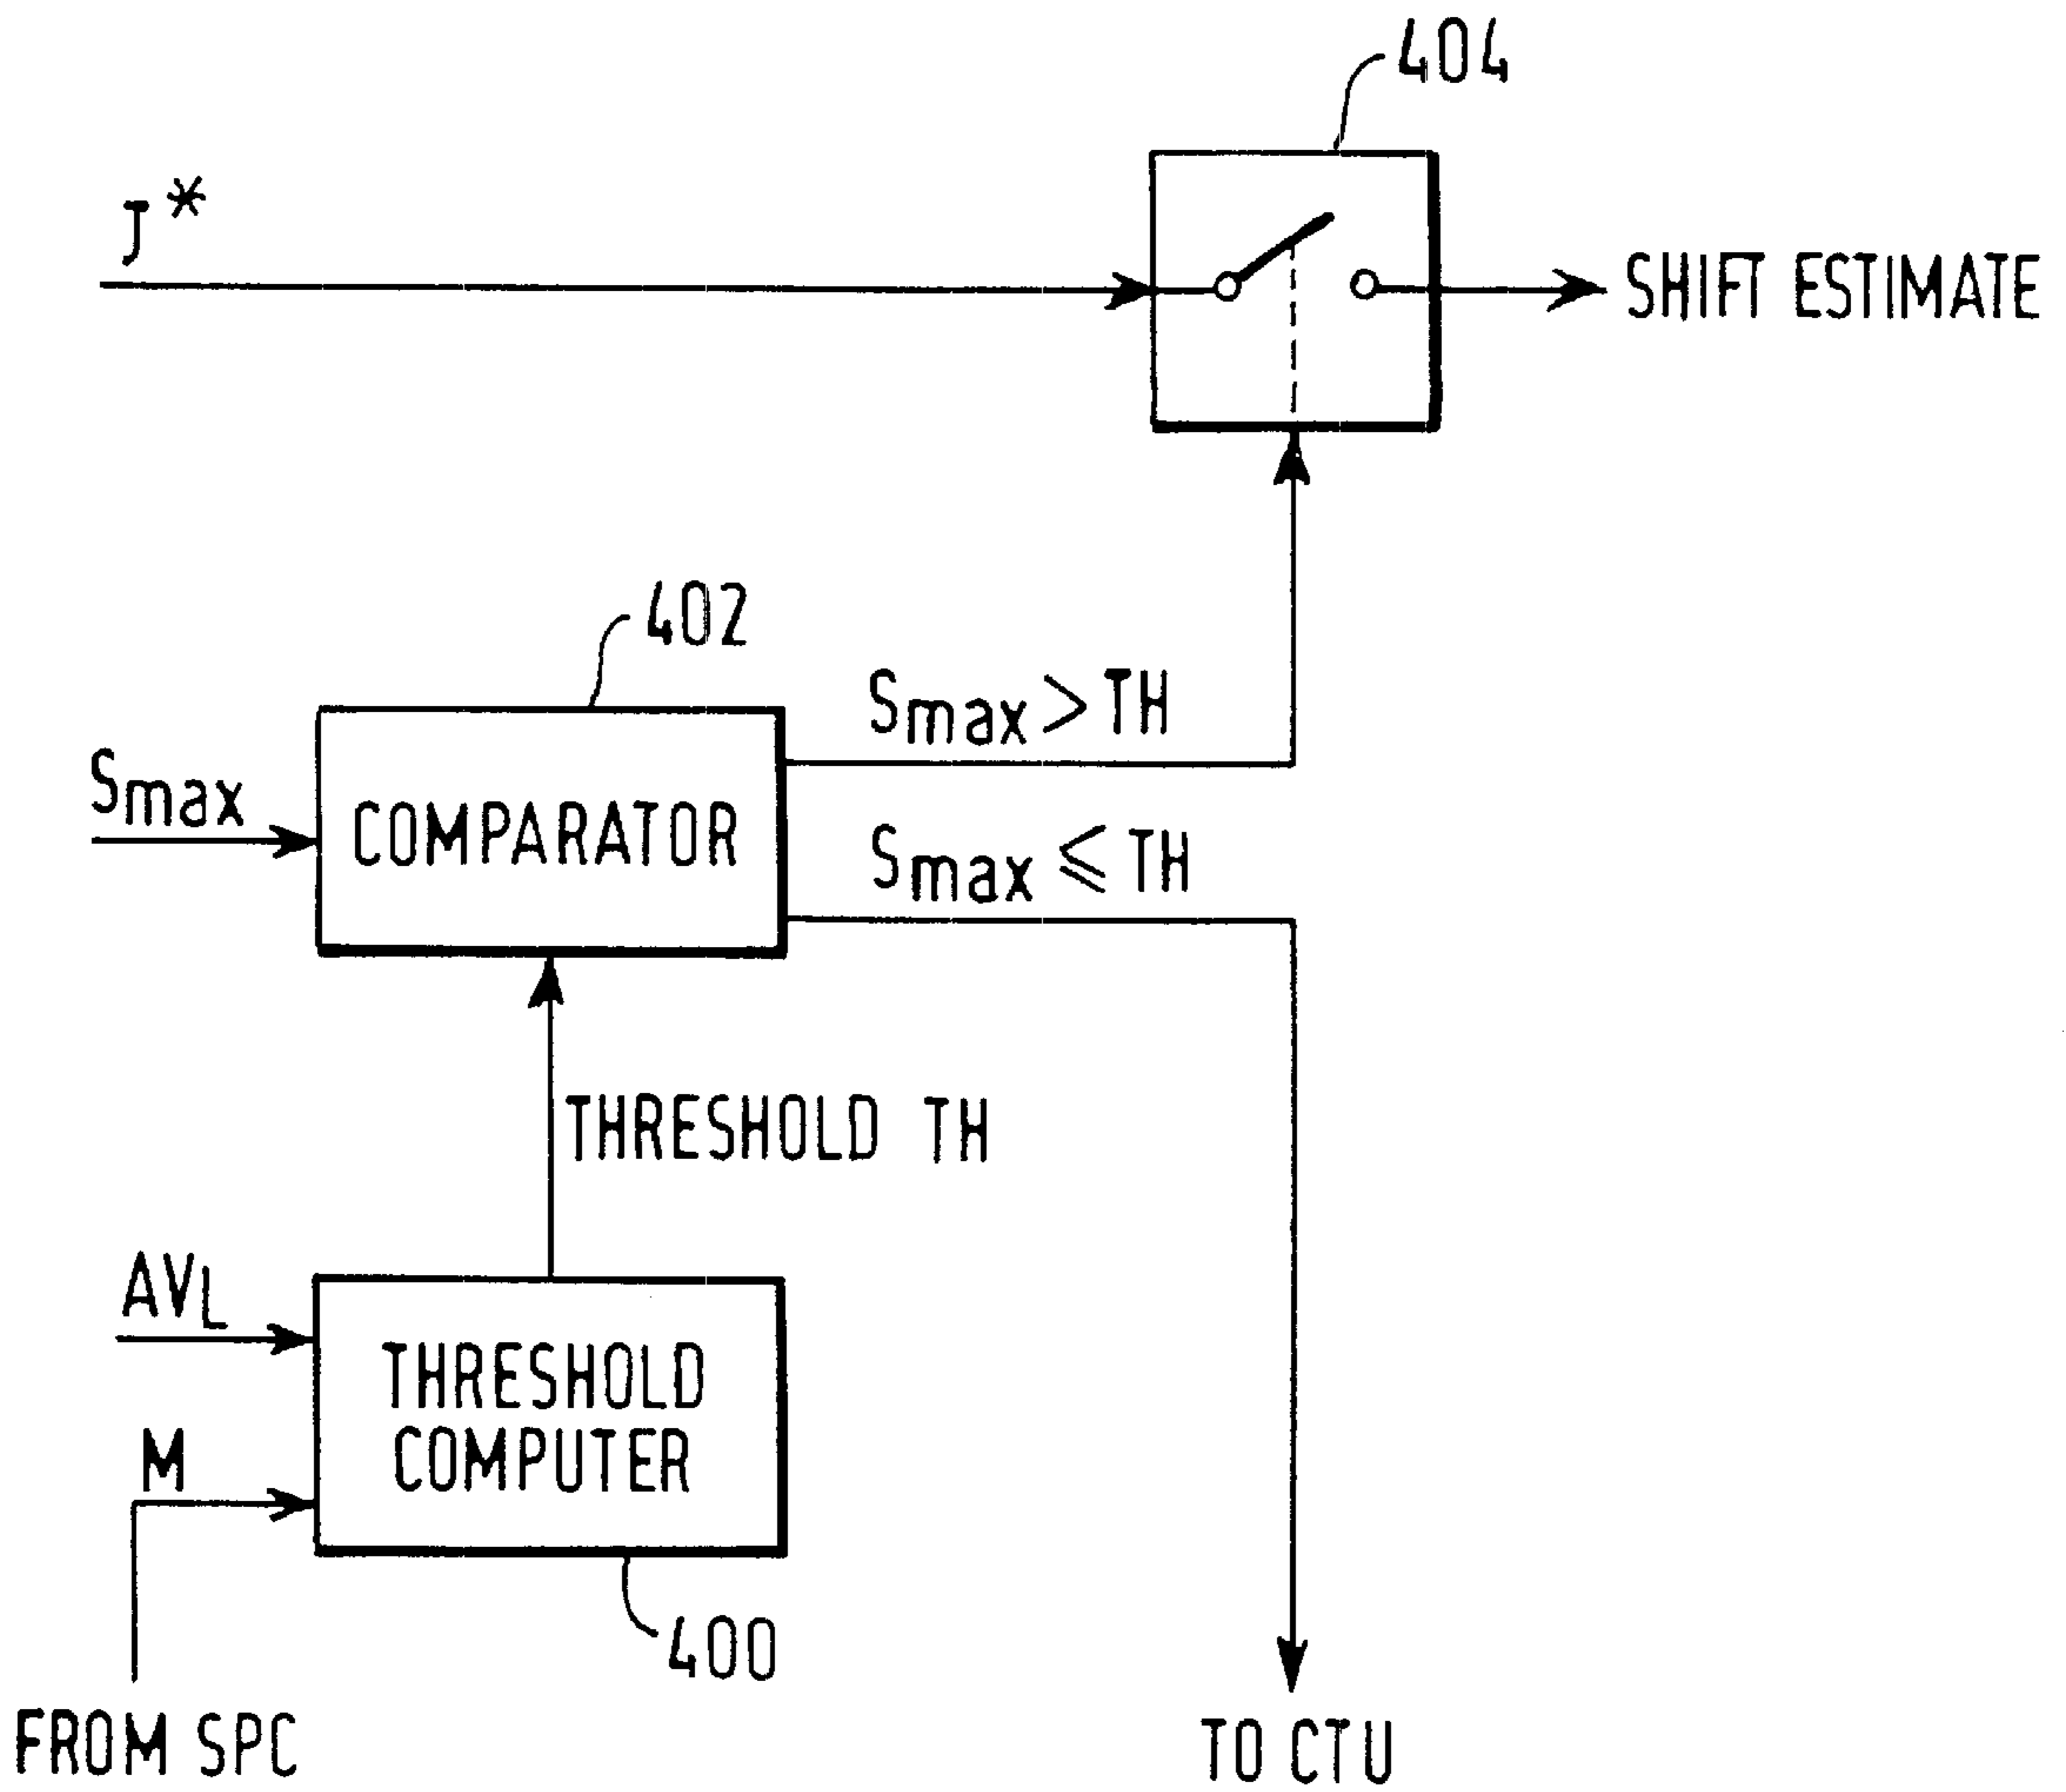 404
J*
SHIFT ESTIMATE
402
Smax > TH
Smax
COMPARATOR
Smax ⩽ TH
THRESHOLD TH
AVL
THRESHOLD
COMPUTER
M
400
FROM SPC
TO CTU